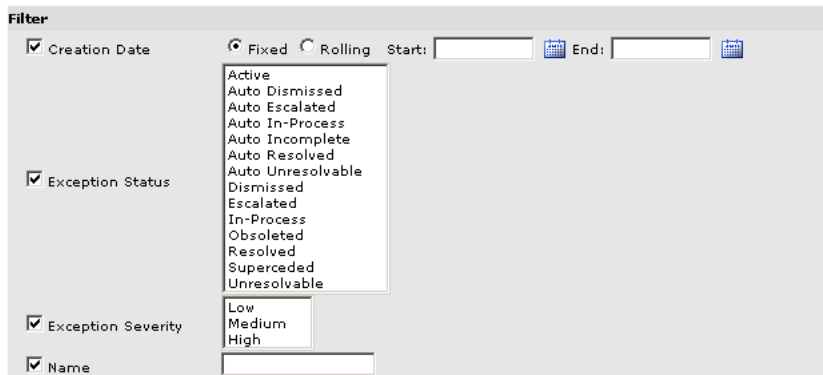 Filter
Creation Date Fixed Rolling Start: End:
Active
Auto Dismissed
Auto Escalated
Auto In-Process
Auto Incomplete
Auto Resolved
Auto Unresolvable
Exception Status
Dismissed
Escalated
In-Process
Obsoleted
Resolved
Superceded
Unresolvable
Exception Severity
Low
Medium
High
Name